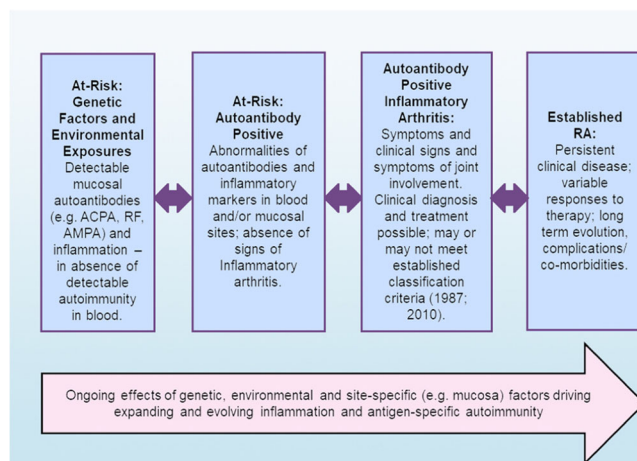 At-Risk:
Genetic
Factors and
Environmental
Exposures
Detectable
mucosal
autoantibodies
(e.g. ACPA, RF,
AMPA) and
inflammation –
in absence of
detectable
autoimmunity
in blood.
At-Risk:
Autoantibody
Positive
Abnormalities of
autoantibodies and
inflammatory
markers in blood
and/or mucosal
sites; absence of
signs of
Inflammatory
arthritis.
Autoantibody
Positive
Inflammatory
Arthritis:
Symptoms and
clinical signs and
symptoms of joint
involvement.
Clinical diagnosis
and treatment
possible; may or
may not meet
established
classification
criteria (1987;
2010).
Established
RA:
Persistent
clinical disease;
variable
responses to
therapy; long
term evolution,
complications/
co-morbidities.
Ongoing effects of genetic, environmental and site-specific (e.g. mucosa) factors driving
expanding and evolving inflammation and antigen-specific autoimmunity